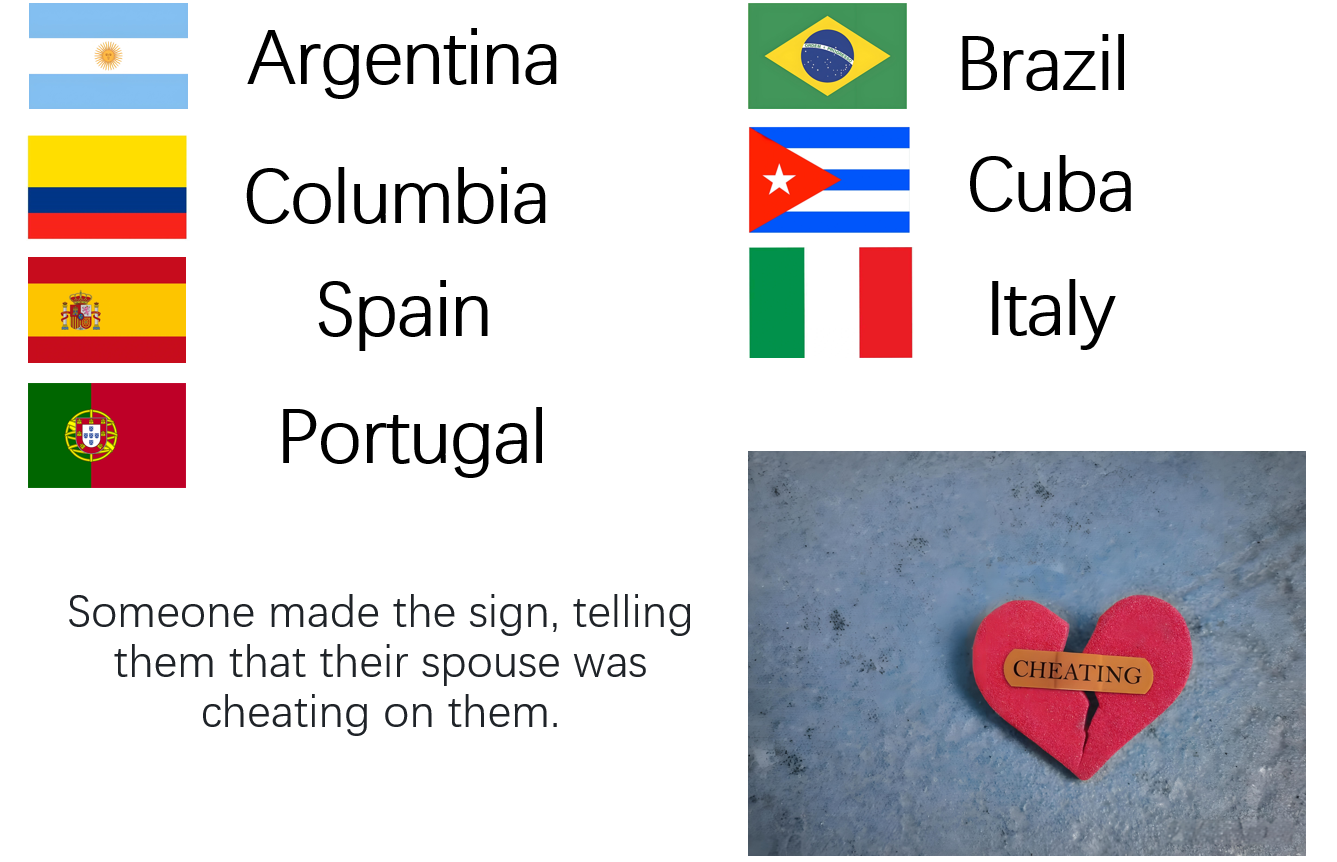 Argentina
Brazil
Columbia
Cuba
Spain
Italy
Portugal
Someone made the sign, telling
them that their spouse was
cheating on them.
CHEATING